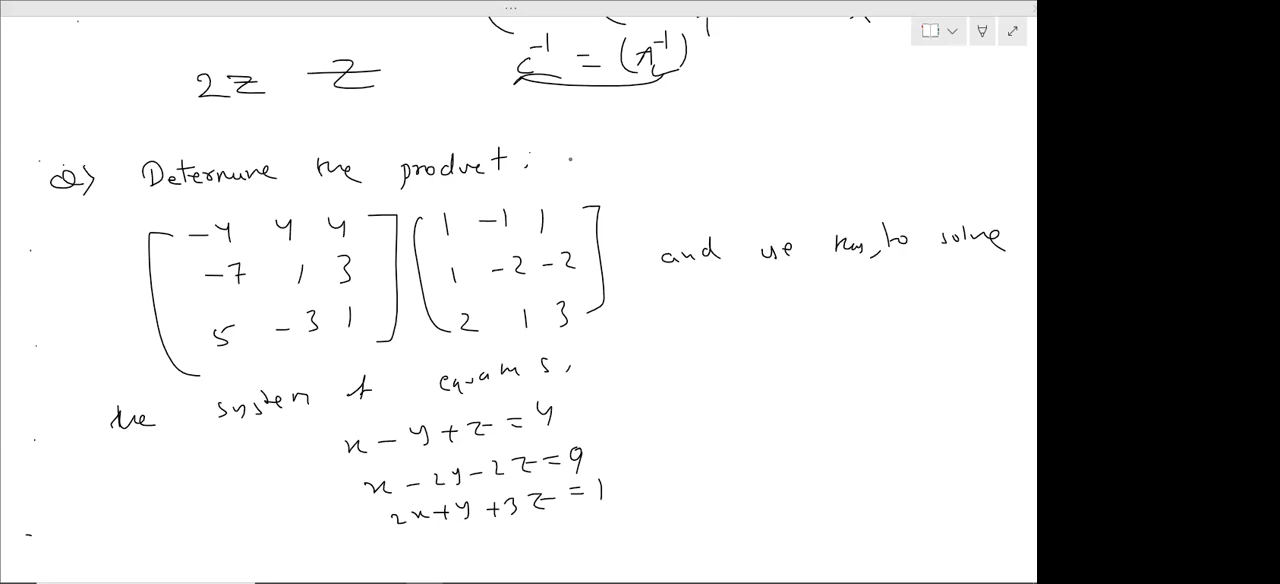 2z z c⁻¹ = (A⁻¹)
Q) Determine the product :
-4 4 4 1 -1 1
-7 1 3 1 -2 -2 and use this to solve
5 -3 1 2 1 3
the system of
x - y + z = 4
x - 2y - 2z = 9
2x + y + 3z = 1